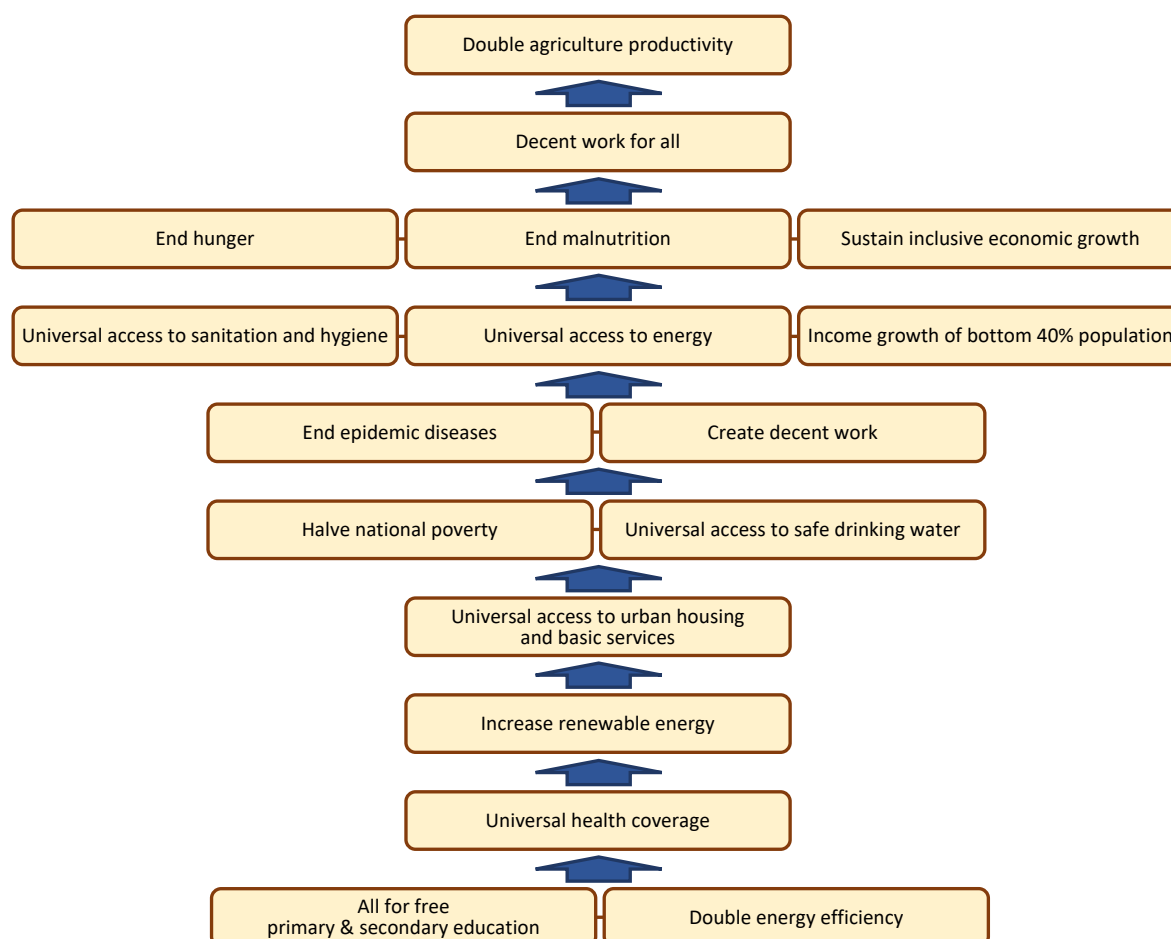 Double agriculture productivity
Decent work for all
End hunger
End malnutrition
Sustain inclusive economic growth
Universal access to sanitation and hygiene
Universal access to energy
Income growth of bottom 40% population
End epidemic diseases
Create decent work
Halve national poverty
Universal access to safe drinking water
Universal access to urban housing
and basic services
Increase renewable energy
Universal health coverage
All for free
primary & secondary education
Double energy efficiency